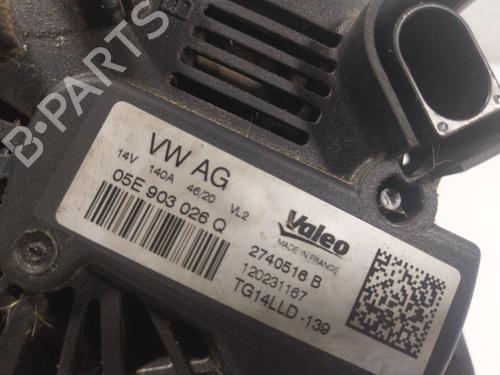 B-PARTS
VW AG
14V 140A 46/20 VL2
05E 903 026 Q
Valeo
MADE IN FRANCE
2740516 B
120231167
TG14LLD -139